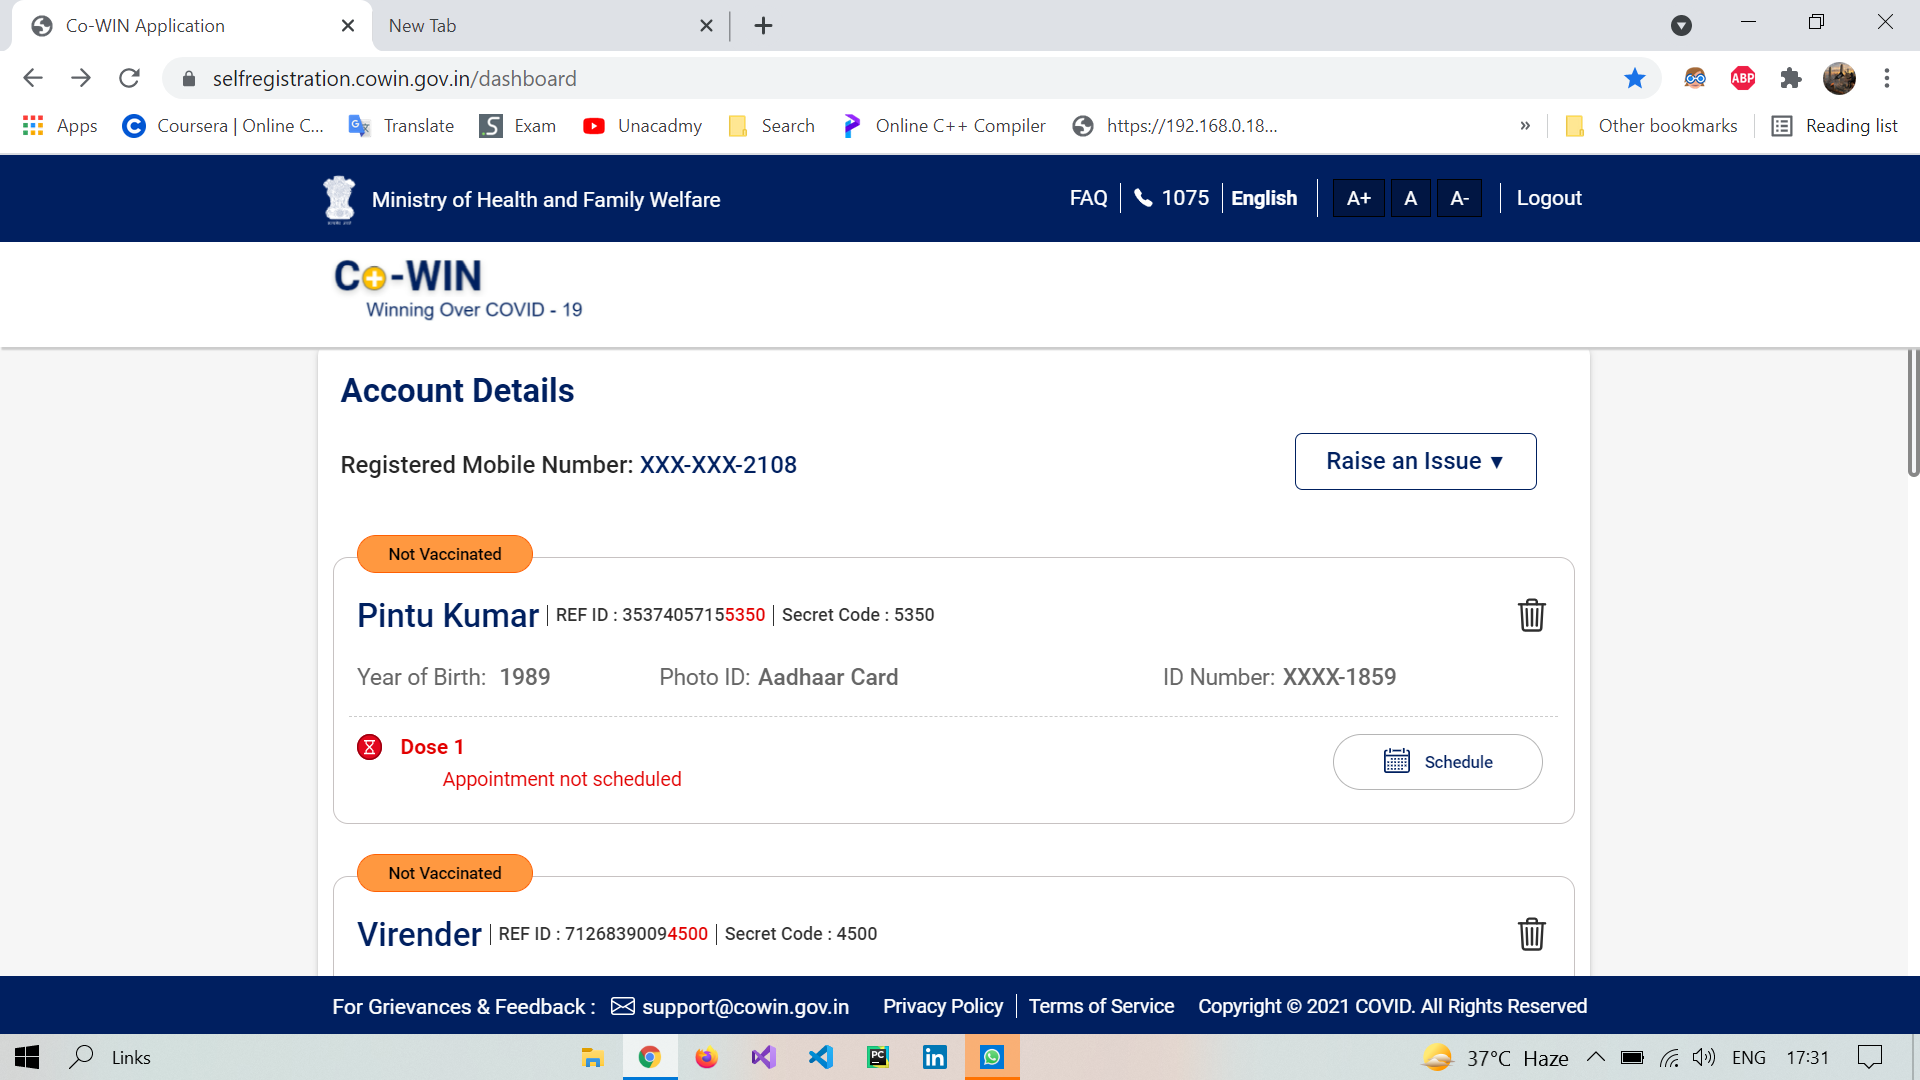 Co-WIN Application
New Tab
selfregistration.cowin.gov.in/dashboard
ABP
Apps
Coursera | Online C...
Translate
Exam
Unacadmy
Search
Online C++ Compiler
https://192.168.0.18...
»
Other bookmarks
Reading list
Ministry of Health and Family Welfare
FAQ
1075
English
A+
A
A-
Logout
Co-WIN
Winning Over COVID - 19
Account Details
Registered Mobile Number: XXX-XXX-2108
Raise an Issue ▼
Not Vaccinated
Pintu Kumar | REF ID : 35374057155350 | Secret Code : 5350
Year of Birth: 1989
Photo ID: Aadhaar Card
ID Number: XXXX-1859
Dose 1
Appointment not scheduled
Schedule
Not Vaccinated
Virender | REF ID : 71268390094500 | Secret Code : 4500
For Grievances & Feedback : support@cowin.gov.in
Privacy Policy | Terms of Service
Copyright © 2021 COVID. All Rights Reserved
Links
37°C Haze
ENG
17:31